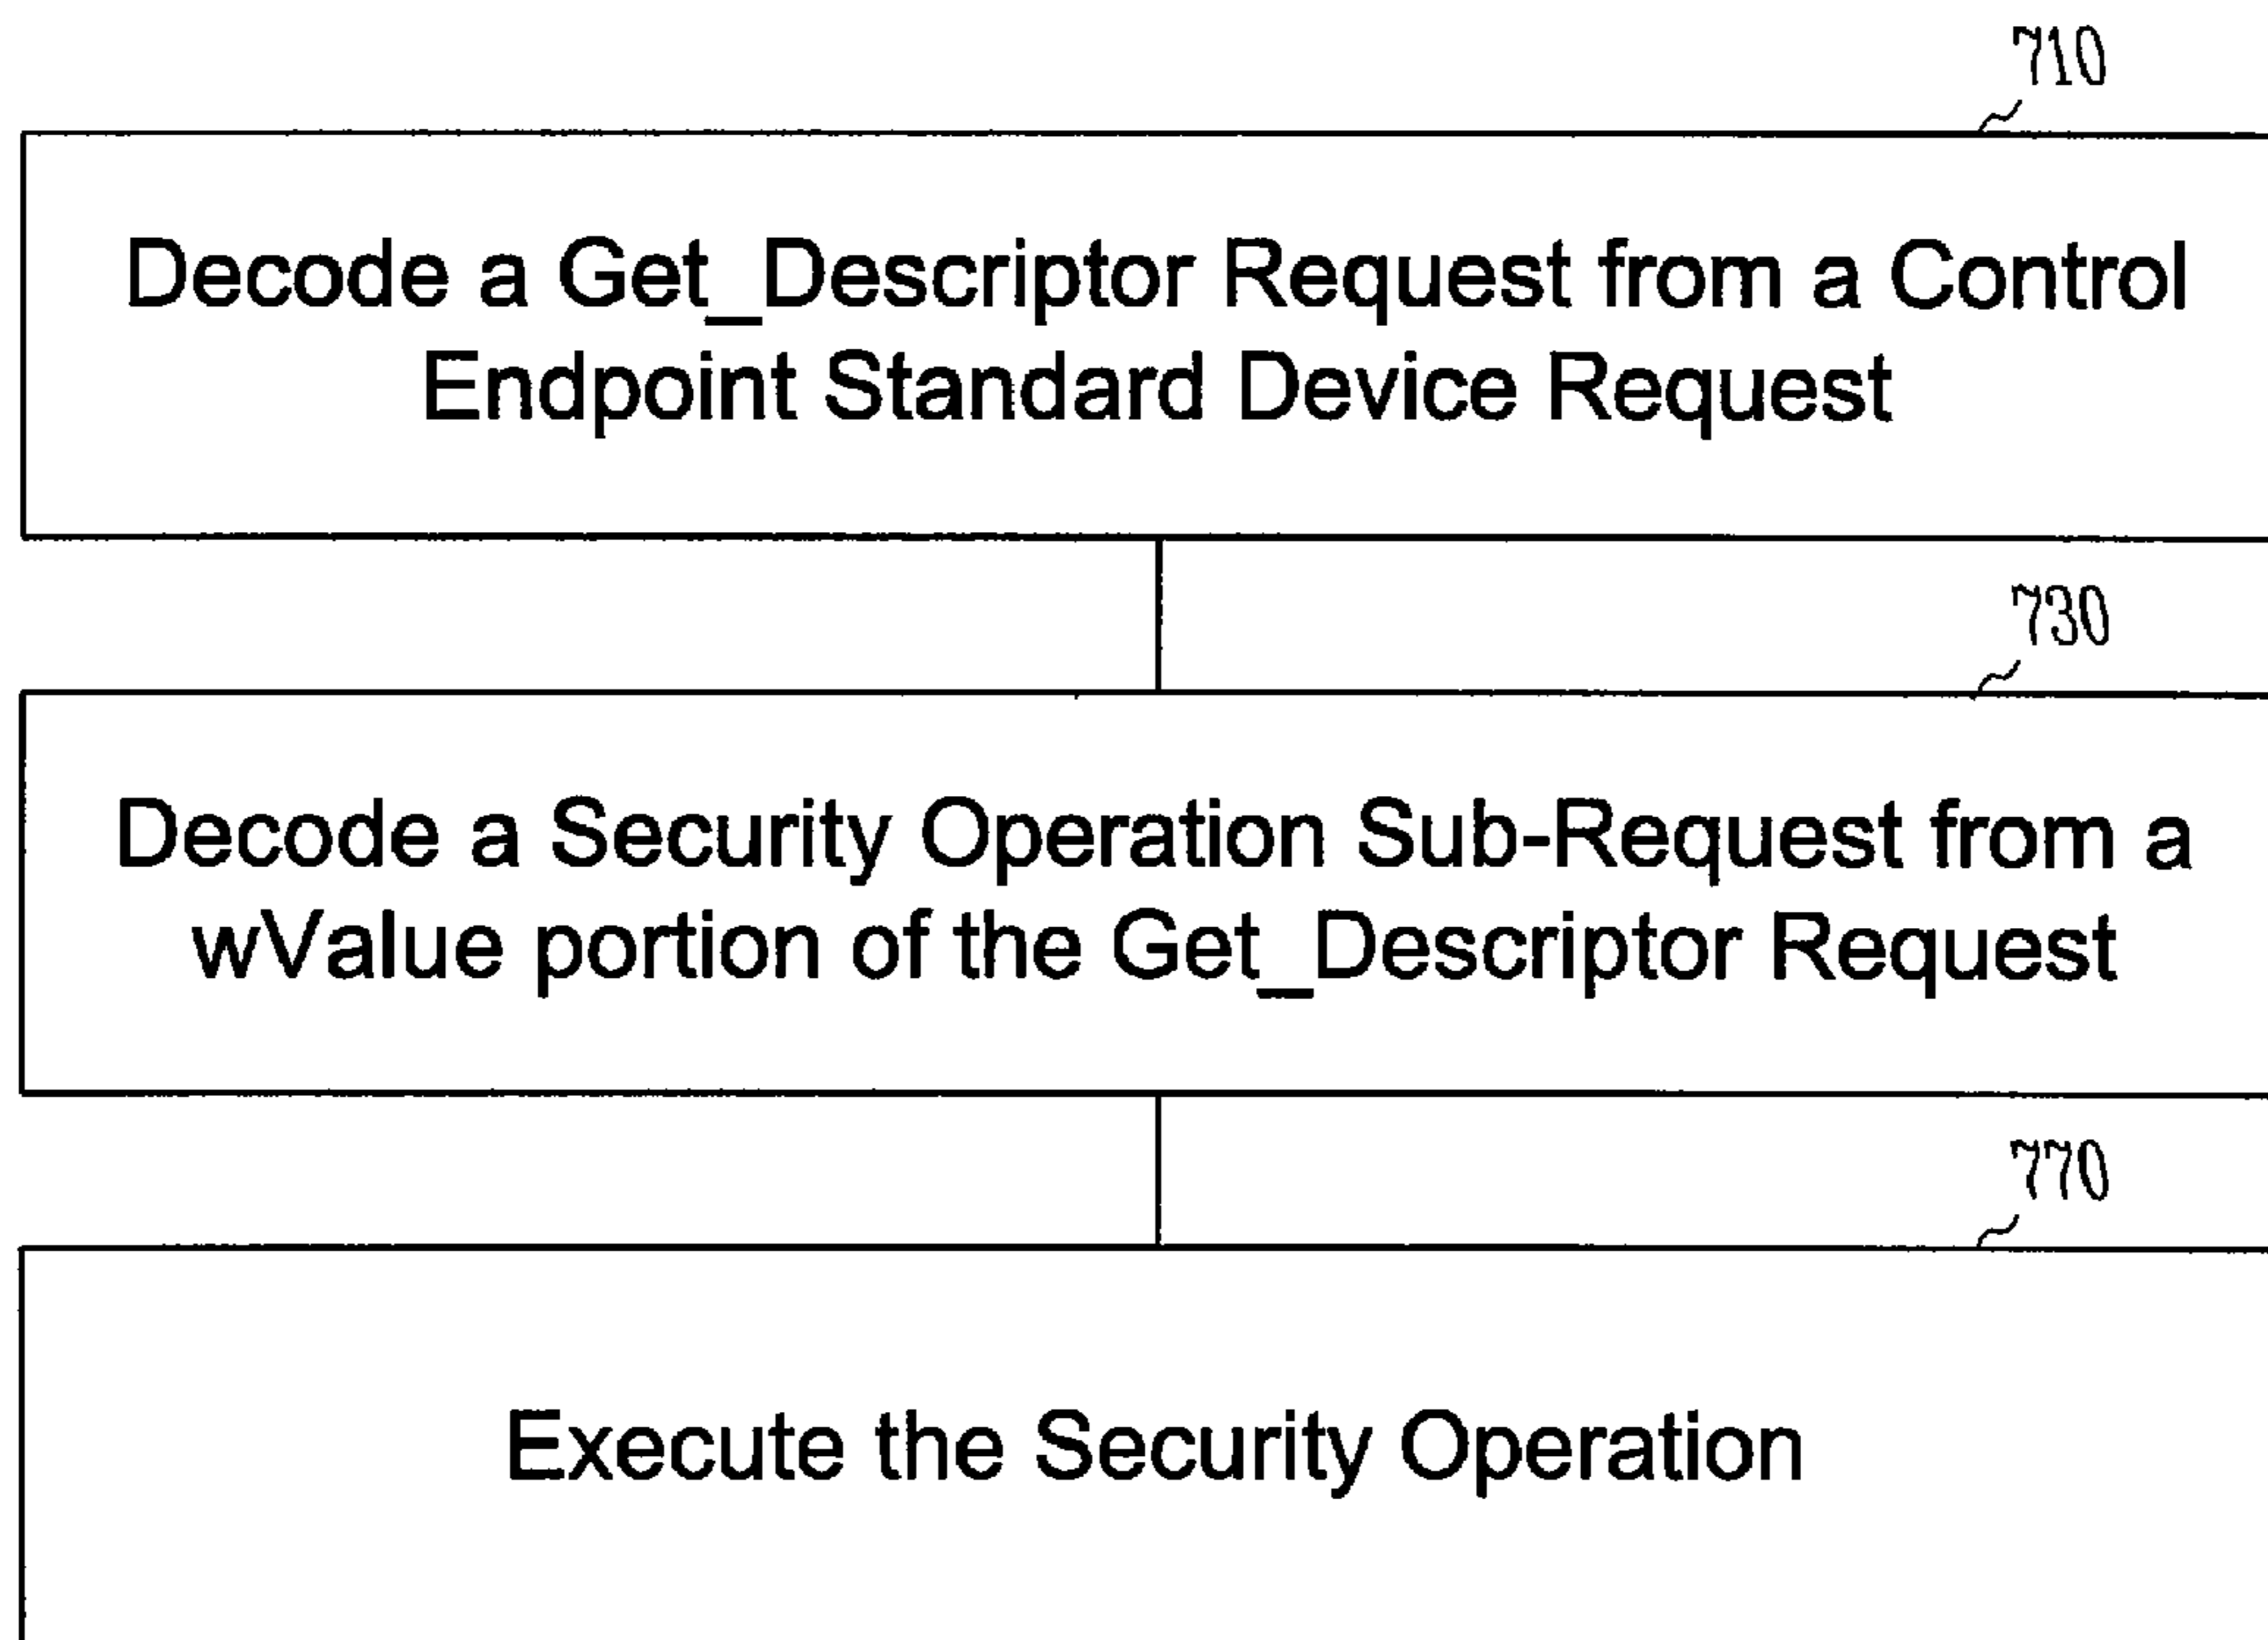 710
Decode a Get_Descriptor Request from a Control
Endpoint Standard Device Request
730
Decode a Security Operation Sub-Request from a
wValue portion of the Get_Descriptor Request
770
Execute the Security Operation